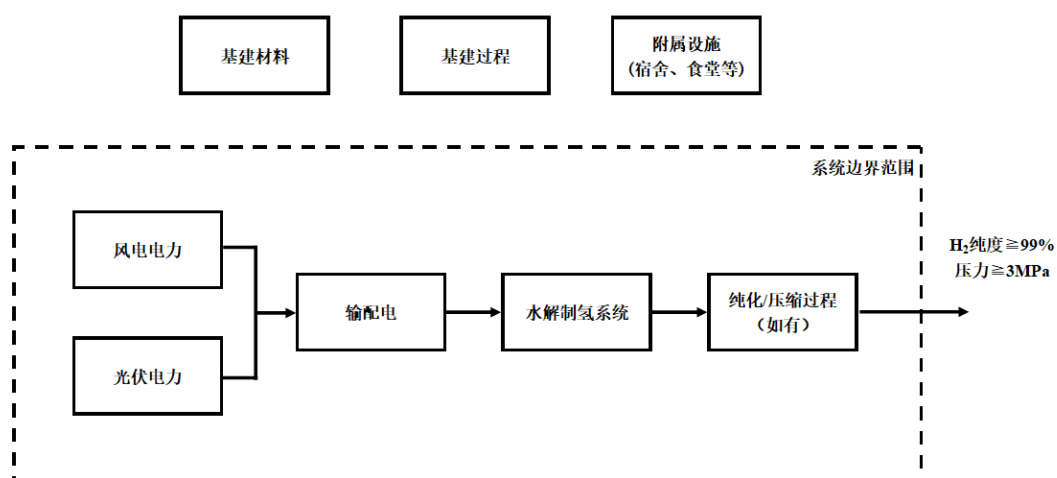 基建材料
基建过程
附属设施
(宿舍、食堂等)
系统边界范围
风电电力
光伏电力
输配电
水解制氢系统
纯化/压缩过程
（如有）
H₂纯度≧99%
压力≧3MPa